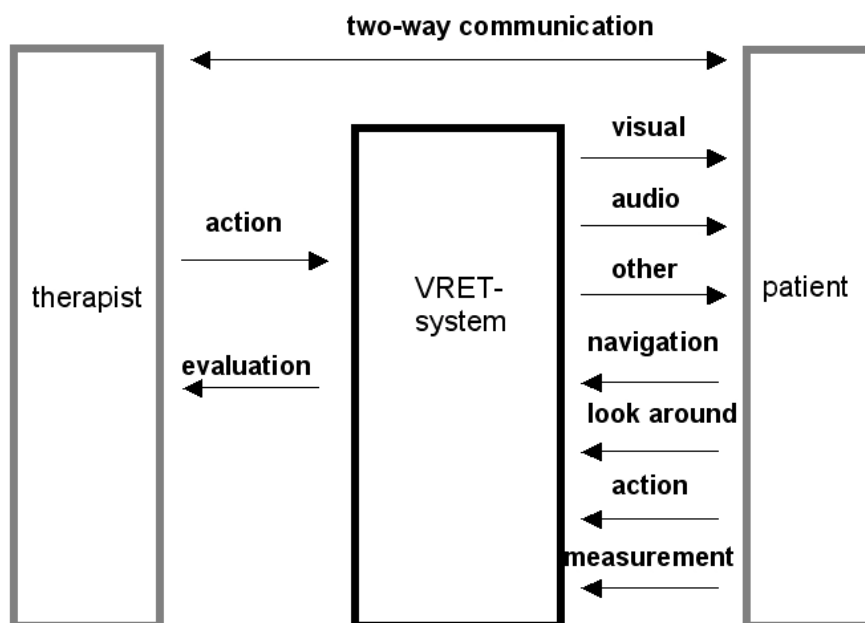 two-way communication
visual
audio
action
other
therapist
VRET-
system
patient
navigation
evaluation
look around
action
measurement